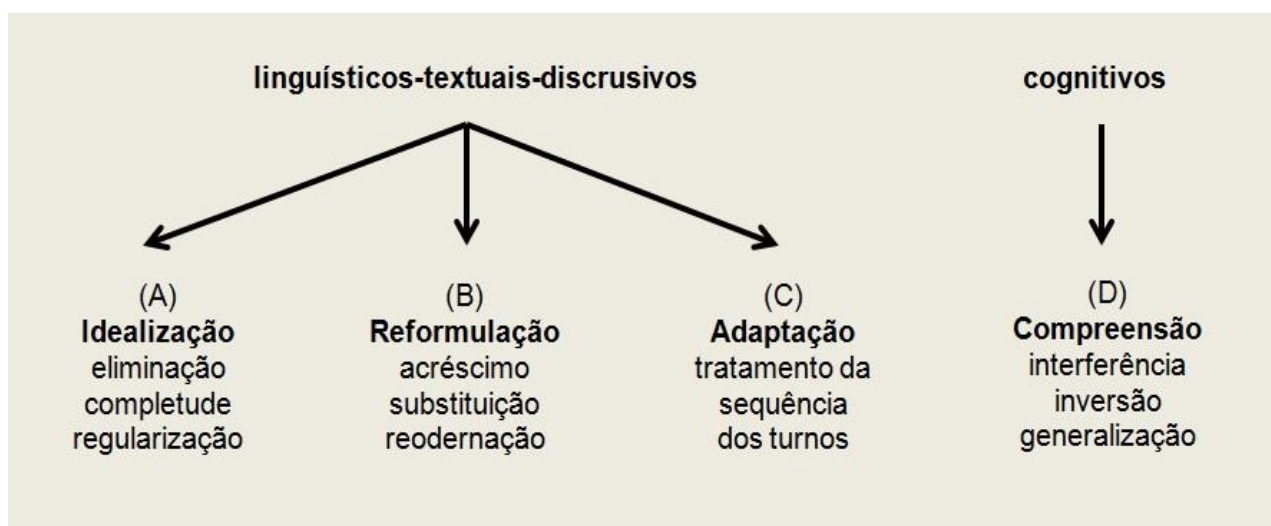 linguísticos-textuais-discrusivos
cognitivos
(A)
Idealização
eliminação
completude
regularização
(B)
Reformulação
acréscimo
substituição
reodernação
(C)
Adaptação
tratamento da
sequência
dos turnos
(D)
Compreensão
interferência
inversão
generalização